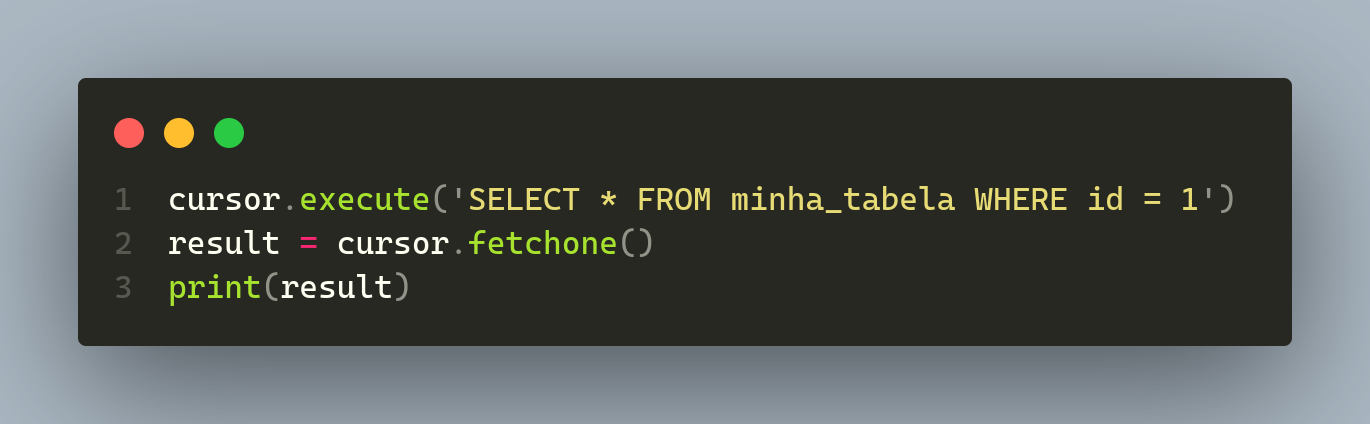 1 cursor.execute('SELECT * FROM minha_tabela WHERE id = 1')
2 result = cursor.fetchone()
3 print(result)